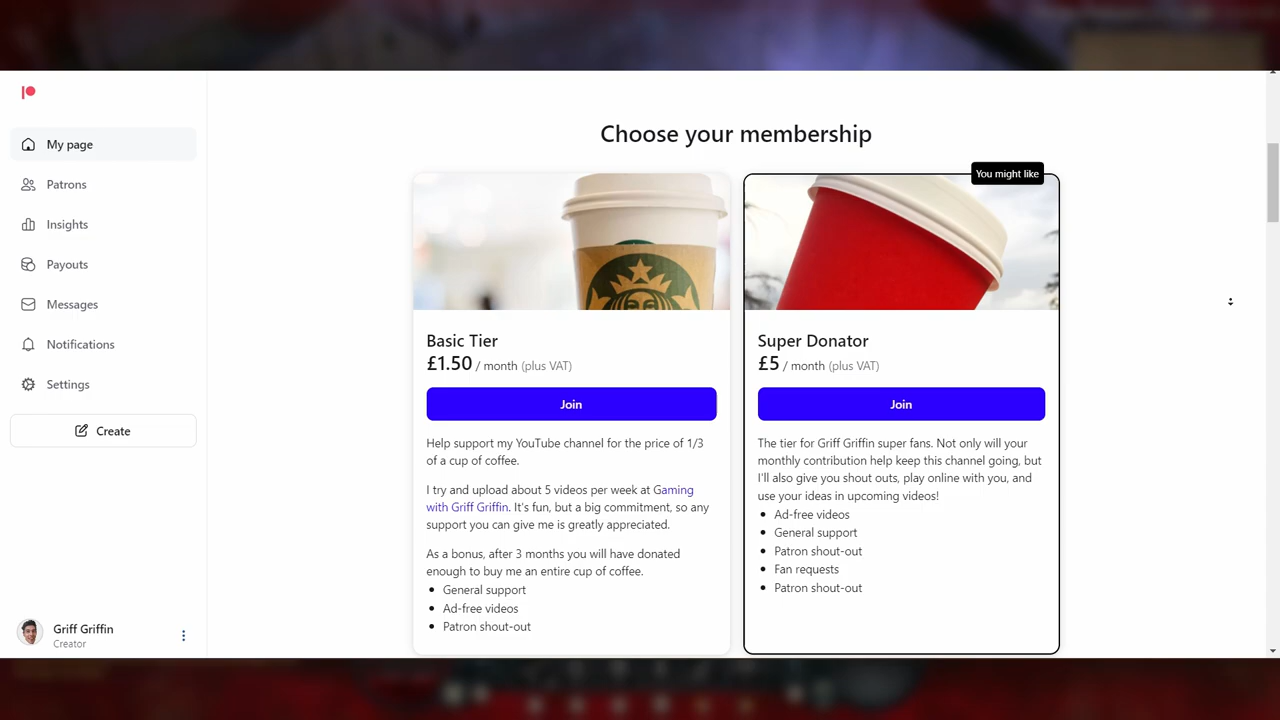 My page
Patrons
Insights
Payouts
Messages
Notifications
Settings
Create
Griff Griffin
Creator
Choose your membership
You might like
Basic Tier
£1.50 / month (plus VAT)
Join
Help support my YouTube channel for the price of 1/3
of a cup of coffee.
I try and upload about 5 videos per week at Gaming
with Griff Griffin. It's fun, but a big commitment, so any
support you can give me is greatly appreciated.
As a bonus, after 3 months you will have donated
enough to buy me an entire cup of coffee.
General support
Ad-free videos
Patron shout-out
Super Donator
£5 / month (plus VAT)
Join
The tier for Griff Griffin super fans. Not only will your
monthly contribution help keep this channel going, but
I'll also give you shout outs, play online with you, and
use your ideas in upcoming videos!
Ad-free videos
General support
Patron shout-out
Fan requests
Patron shout-out